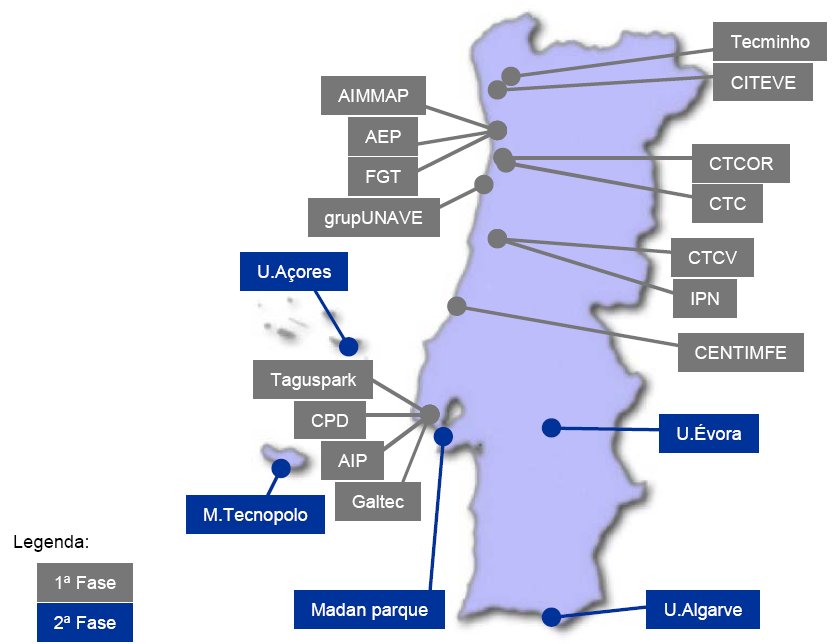 Tecminho
CITEVE
AIMMAP
AEP
FGT
grupUNAVE
CTCOR
CTC
CTCV
IPN
U.Açores
CENTIMFE
Taguspark
CPD
AIP
Galtec
U.Évora
M.Tecnopolo
Madan parque
U.Algarve
Legenda:
1ª Fase
2ª Fase